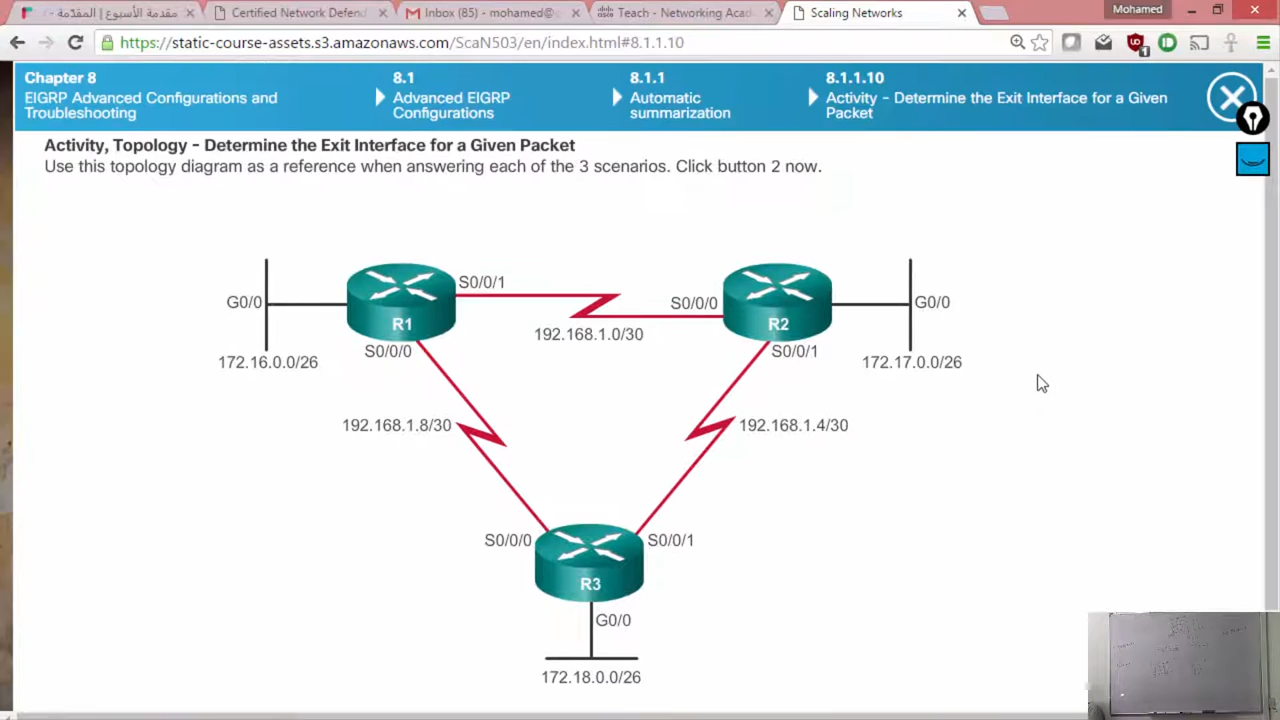 مقدمة الأسبوع | المقدّمة - ×
Certified Network Defend ×
Inbox (85) - mohamed@ ×
Teach - Networking Acad ×
Scaling Networks ×
Mohamed
https://static-course-assets.s3.amazonaws.com/ScaN503/en/index.html#8.1.1.10
Chapter 8
EIGRP Advanced Configurations and
Troubleshooting
8.1
Advanced EIGRP
Configurations
8.1.1
Automatic
summarization
8.1.1.10
Activity - Determine the Exit Interface for a Given
Packet
Activity, Topology - Determine the Exit Interface for a Given Packet
Use this topology diagram as a reference when answering each of the 3 scenarios. Click button 2 now.
S0/0/1
G0/0
S0/0/0
G0/0
R1
R2
192.168.1.0/30
S0/0/0
S0/0/1
172.16.0.0/26
172.17.0.0/26
192.168.1.8/30
192.168.1.4/30
S0/0/0
S0/0/1
R3
G0/0
172.18.0.0/26